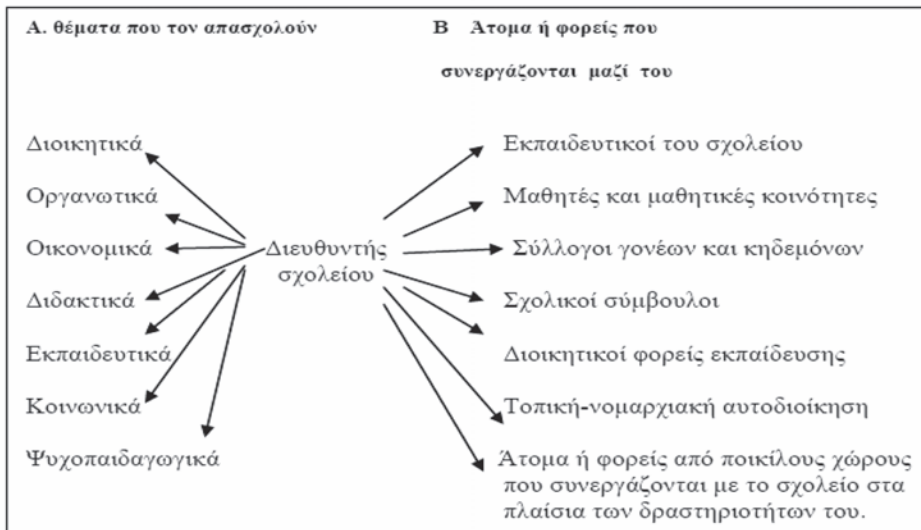 Α. θέματα που τον απασχολούν
Β Άτομα ή φορείς που
συνεργάζονται μαζί του
Διοικητικά
Οργανωτικά
Οικονομικά
Διδακτικά
Εκπαιδευτικά
Κοινωνικά
Ψυχοπαιδαγωγικά
Διευθυντής
σχολείου
Εκπαιδευτικοί του σχολείου
Μαθητές και μαθητικές κοινότητες
Σύλλογοι γονέων και κηδεμόνων
Σχολικοί σύμβουλοι
Διοικητικοί φορείς εκπαίδευσης
Τοπική-νομαρχιακή αυτοδιοίκηση
Άτομα ή φορείς από ποικίλους χώρους
που συνεργάζονται με το σχολείο στα
πλαίσια των δραστηριοτήτων του.